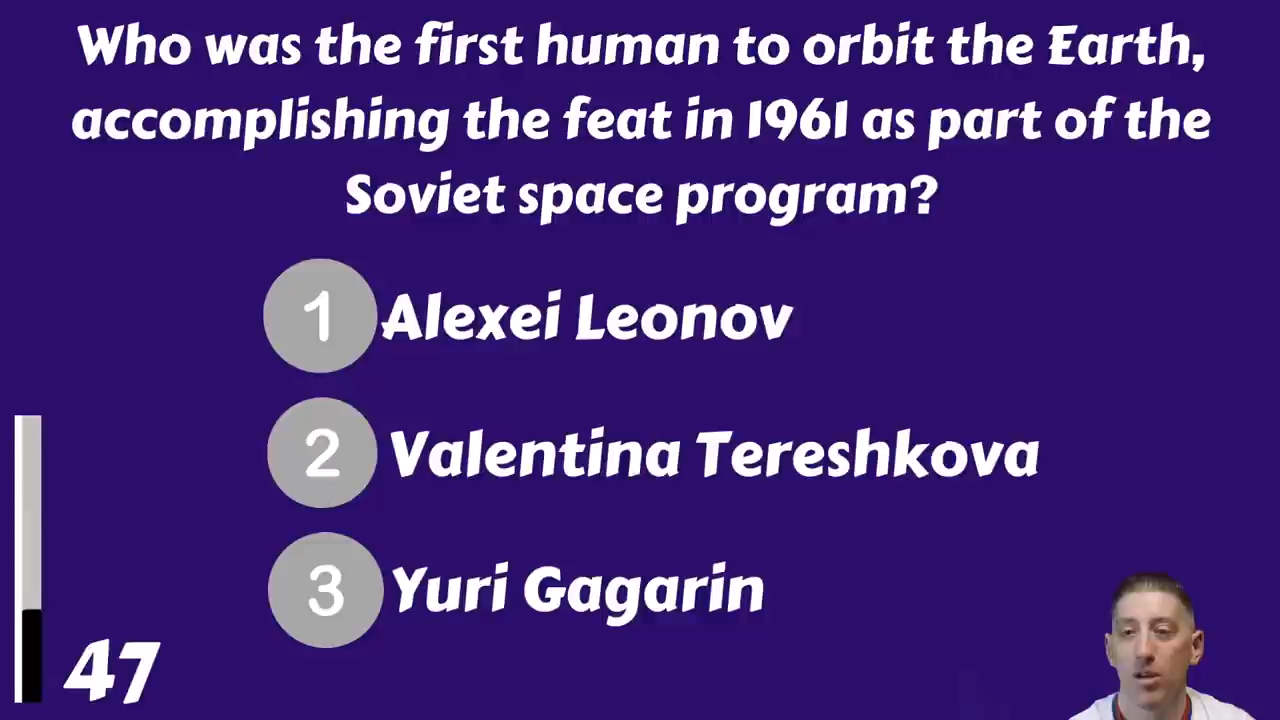 Who was the first human to orbit the Earth,
accomplishing the feat in 1961 as part of the
Soviet space program?
1 Alexei Leonov
2 Valentina Tereshkova
3 Yuri Gagarin
47